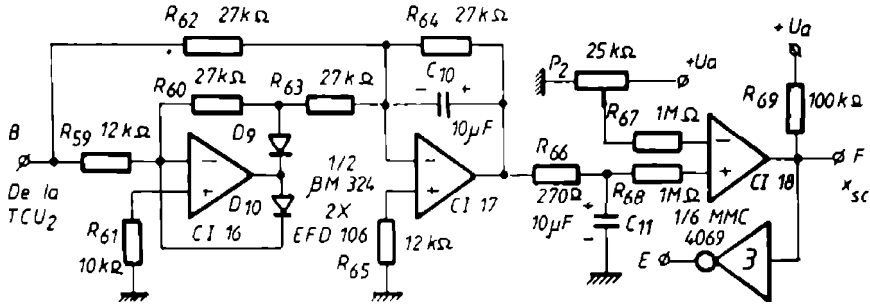 R62 27kΩ
R64 27kΩ
+Ua
R60
27kΩ
R63 27kΩ
C10
P2
25kΩ
+Ua
- +
10μF
R69
100kΩ
B
R59 12kΩ
D9
R67
1MΩ
R66
De la
TCU2
-
+
D10
1/2
βM 324
2X
EFD 106
-
+
CI 17
270Ω
10μF
R68
1MΩ
-
+
CI 18
F
xsc
R61
10kΩ
CI 16
12kΩ
R65
+
-
C11
1/6 MMC
4069
E
3